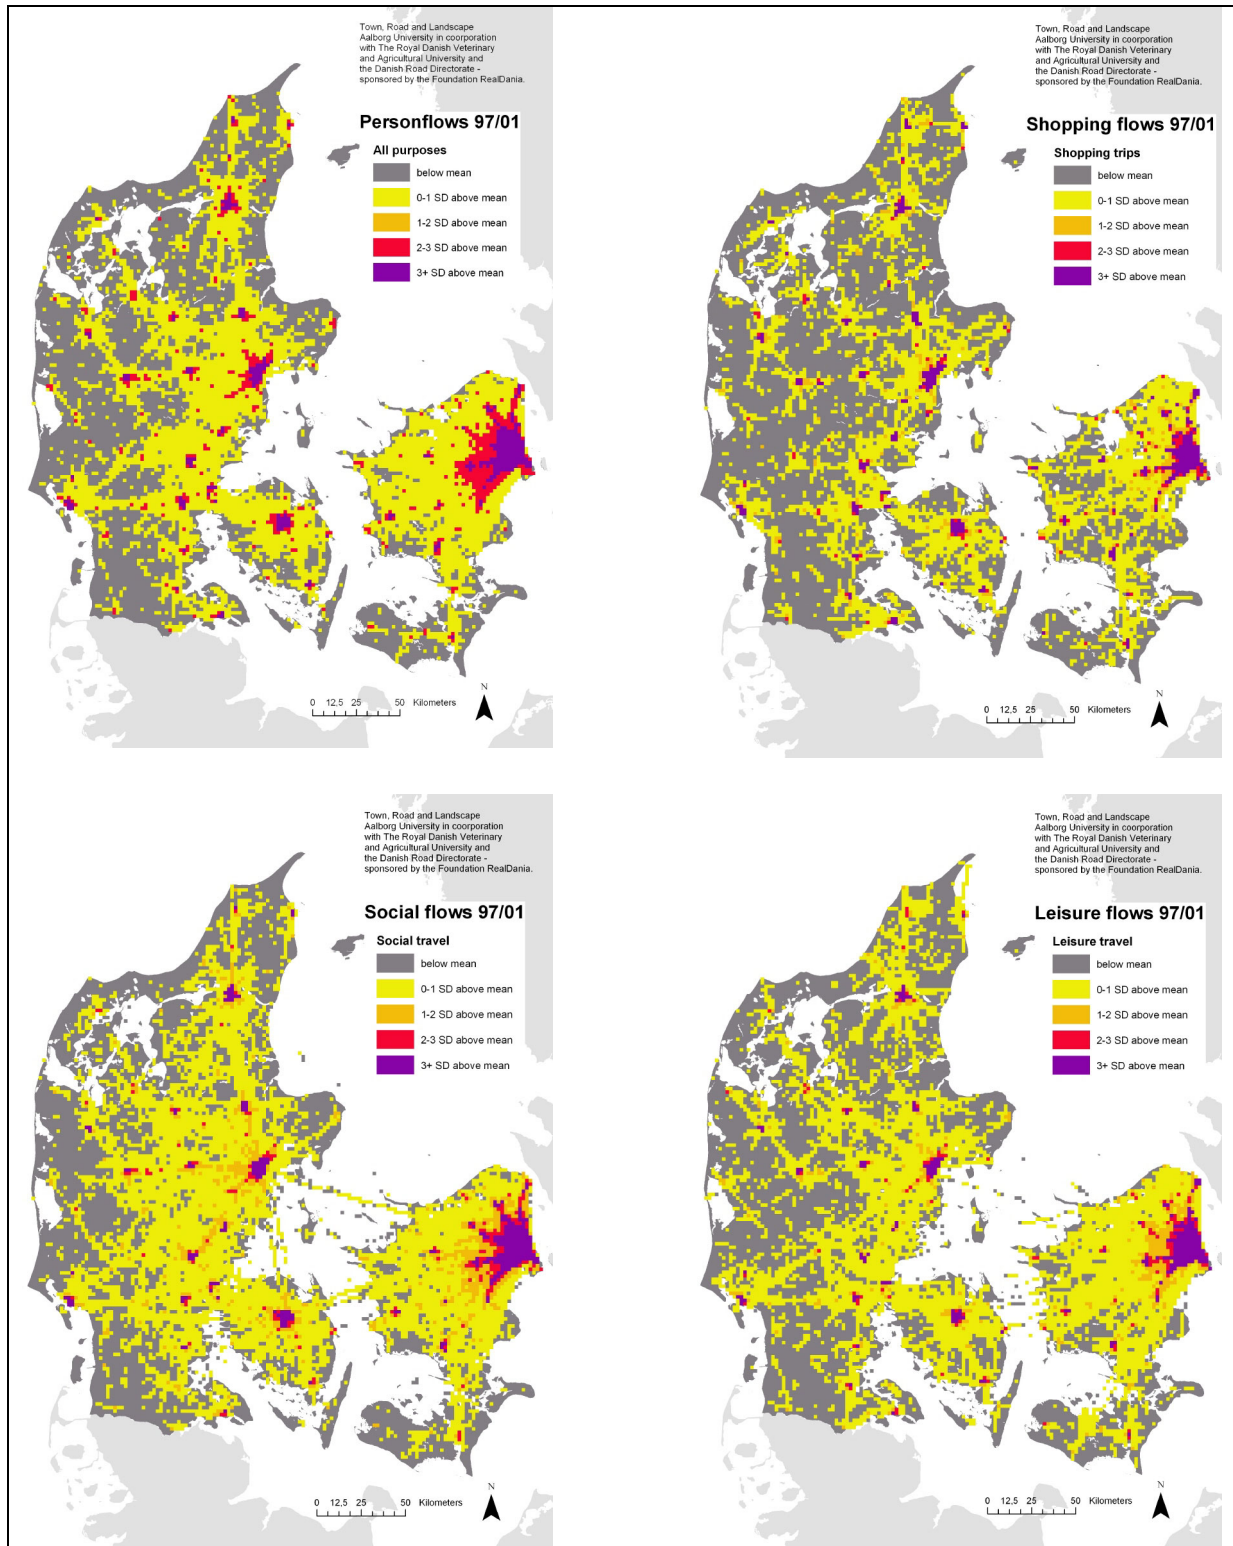 Town, Road and Landscape
Aalborg University in coorporation
with The Royal Danish Veterinary
and Agricultural University and
the Danish Road Directorate -
sponsored by the Foundation RealDania.
Personflows 97/01
All purposes
below mean
0-1 SD above mean
1-2 SD above mean
2-3 SD above mean
3+ SD above mean
N
0 12,5 25 50 Kilometers
Town, Road and Landscape
Aalborg University in coorporation
with The Royal Danish Veterinary
and Agricultural University and
the Danish Road Directorate -
sponsored by the Foundation RealDania.
Shopping flows 97/01
Shopping trips
below mean
0-1 SD above mean
1-2 SD above mean
2-3 SD above mean
3+ SD above mean
N
0 12,5 25 50 Kilometers
Town, Road and Landscape
Aalborg University in coorporation
with The Royal Danish Veterinary
and Agricultural University and
the Danish Road Directorate -
sponsored by the Foundation RealDania.
Social flows 97/01
Social travel
below mean
0-1 SD above mean
1-2 SD above mean
2-3 SD above mean
3+ SD above mean
N
0 12,5 25 50 Kilometers
Town, Road and Landscape
Aalborg University in coorporation
with The Royal Danish Veterinary
and Agricultural University and
the Danish Road Directorate -
sponsored by the Foundation RealDania.
Leisure flows 97/01
Leisure travel
below mean
0-1 SD above mean
1-2 SD above mean
2-3 SD above mean
3+ SD above mean
N
0 12,5 25 50 Kilometers